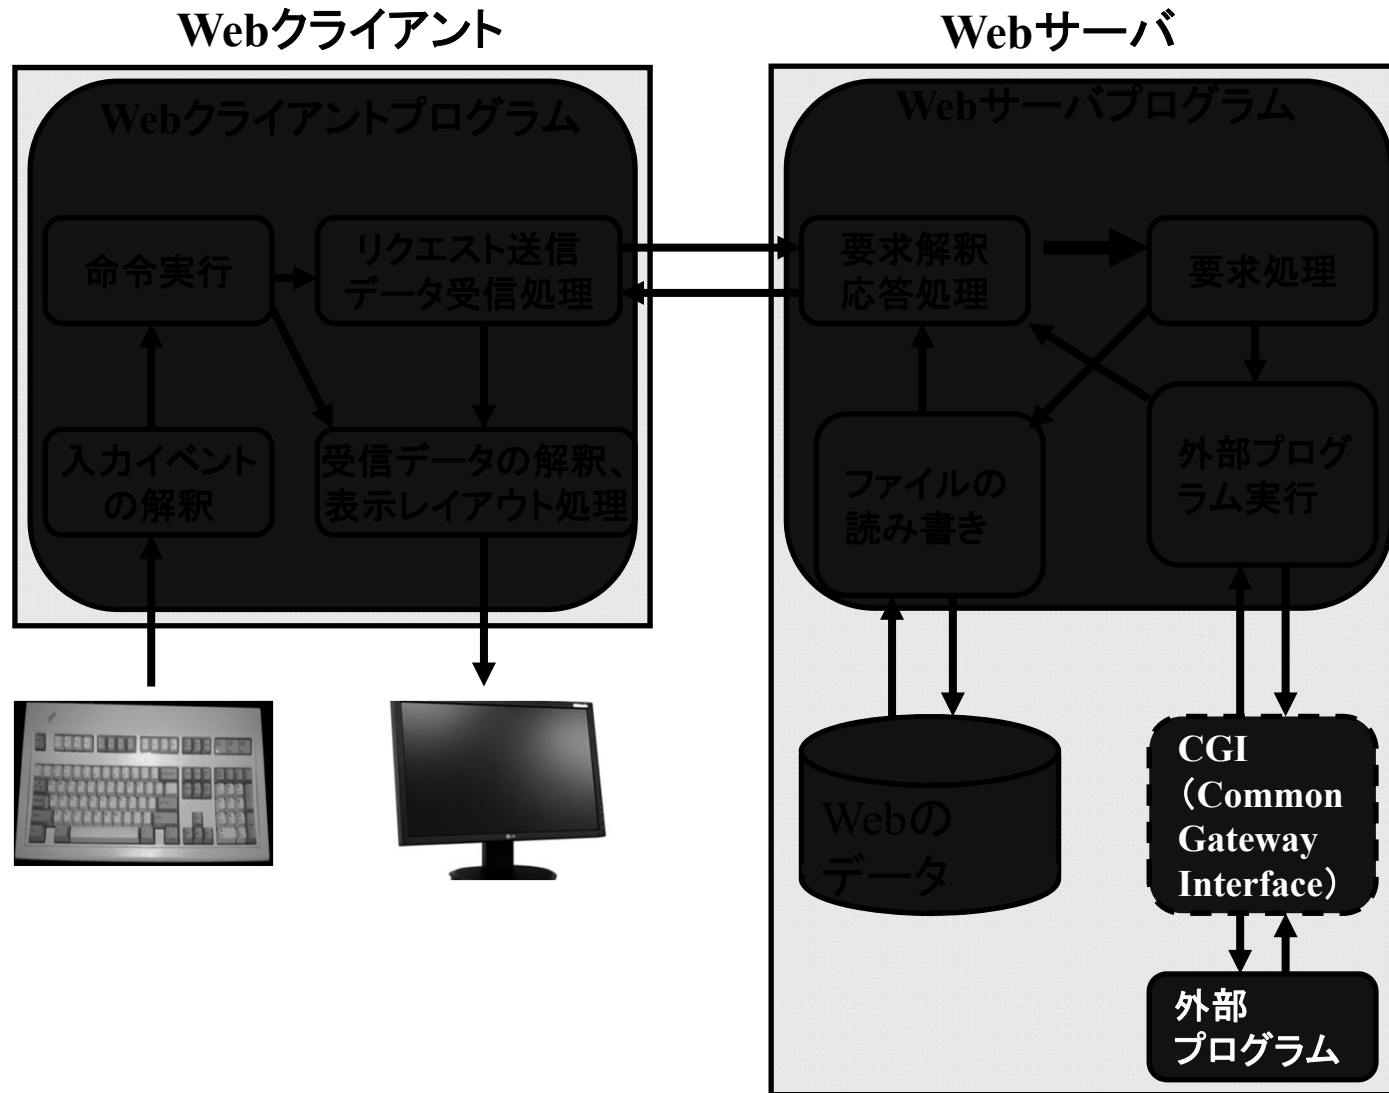 Webクライアント
Webクライアントプログラム
命令実行
リクエスト送信
データ受信処理
入力イベント
の解釈
受信データの解釈、
表示レイアウト処理
Webサーバ
Webサーバプログラム
要求解釈
応答処理
要求処理
ファイルの
読み書き
外部プログ
ラム実行
Webの
データ
CGI
（Common
Gateway
Interface）
外部
プログラム